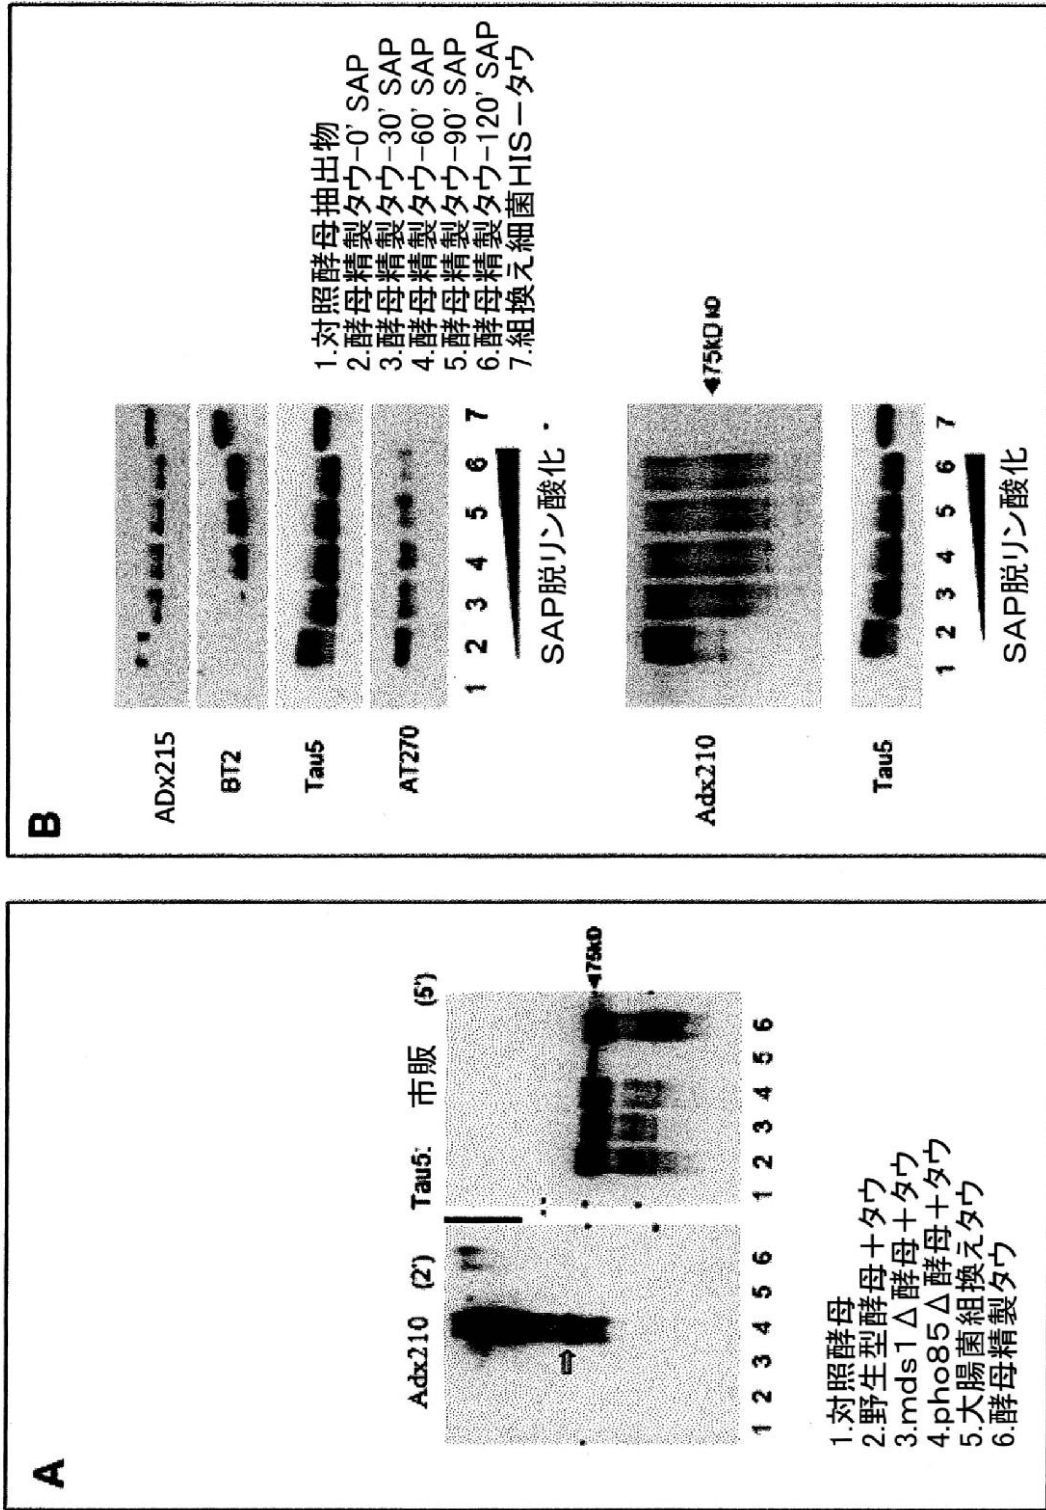 A
Adx210 (2') Tau5: 市販 (5')
◀75kD
1 2 3 4 5 6 1 2 3 4 5 6
1.対照酵母
2.野生型酵母+タウ
3.mds1Δ酵母+タウ
4.pho85Δ酵母+タウ
5.大腸菌組換えタウ
6.酵母精製タウ
B
ADx215
BT2
Tau5
AT270
1 2 3 4 5 6 7
SAP脱リン酸化
1.対照酵母抽出物
2.酵母精製タウ-0' SAP
3.酵母精製タウ-30' SAP
4.酵母精製タウ-60' SAP
5.酵母精製タウ-90' SAP
6.酵母精製タウ-120' SAP
7.組換え細菌HIS-タウ
Adx210
Tau5
1 2 3 4 5 6 7
SAP脱リン酸化